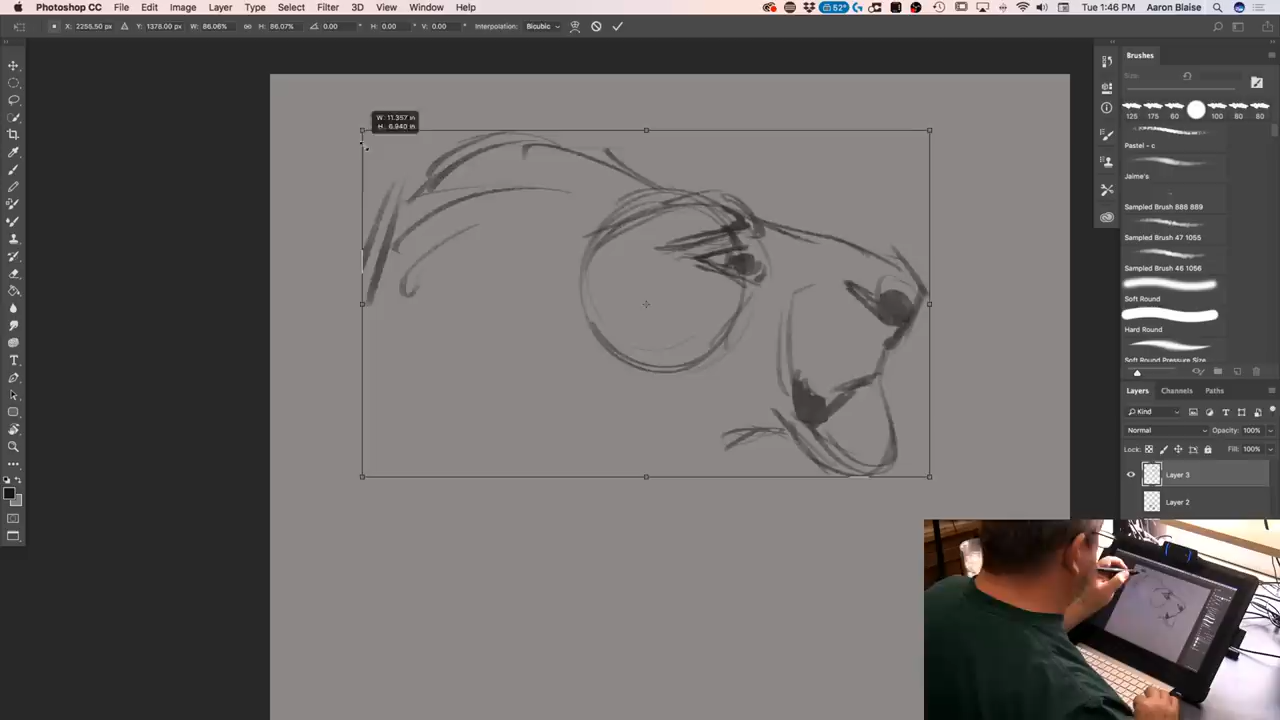 Photoshop CC File Edit Image Layer Type Select Filter 3D View Window Help 52° Tue 1:46 PM Aaron Blaise
X: 2256.50 px Y: 1378.00 px W: 86.06% H: 86.07% 0.00 ° H: 0.00 ° V: 0.00 ° Interpolation: Bicubic
Brushes
Size:
125 125 60 100 80 80
Pastel - c
Jaime's
Sampled Brush 888 889
Sampled Brush 47 1055
Sampled Brush 46 1056
Soft Round
Hard Round
Soft Round Pressure Size
W: 11.357 in
H: 6.940 in
Layers Channels Paths
Kind
Normal Opacity: 100%
Lock: Fill: 100%
Layer 3
Layer 2